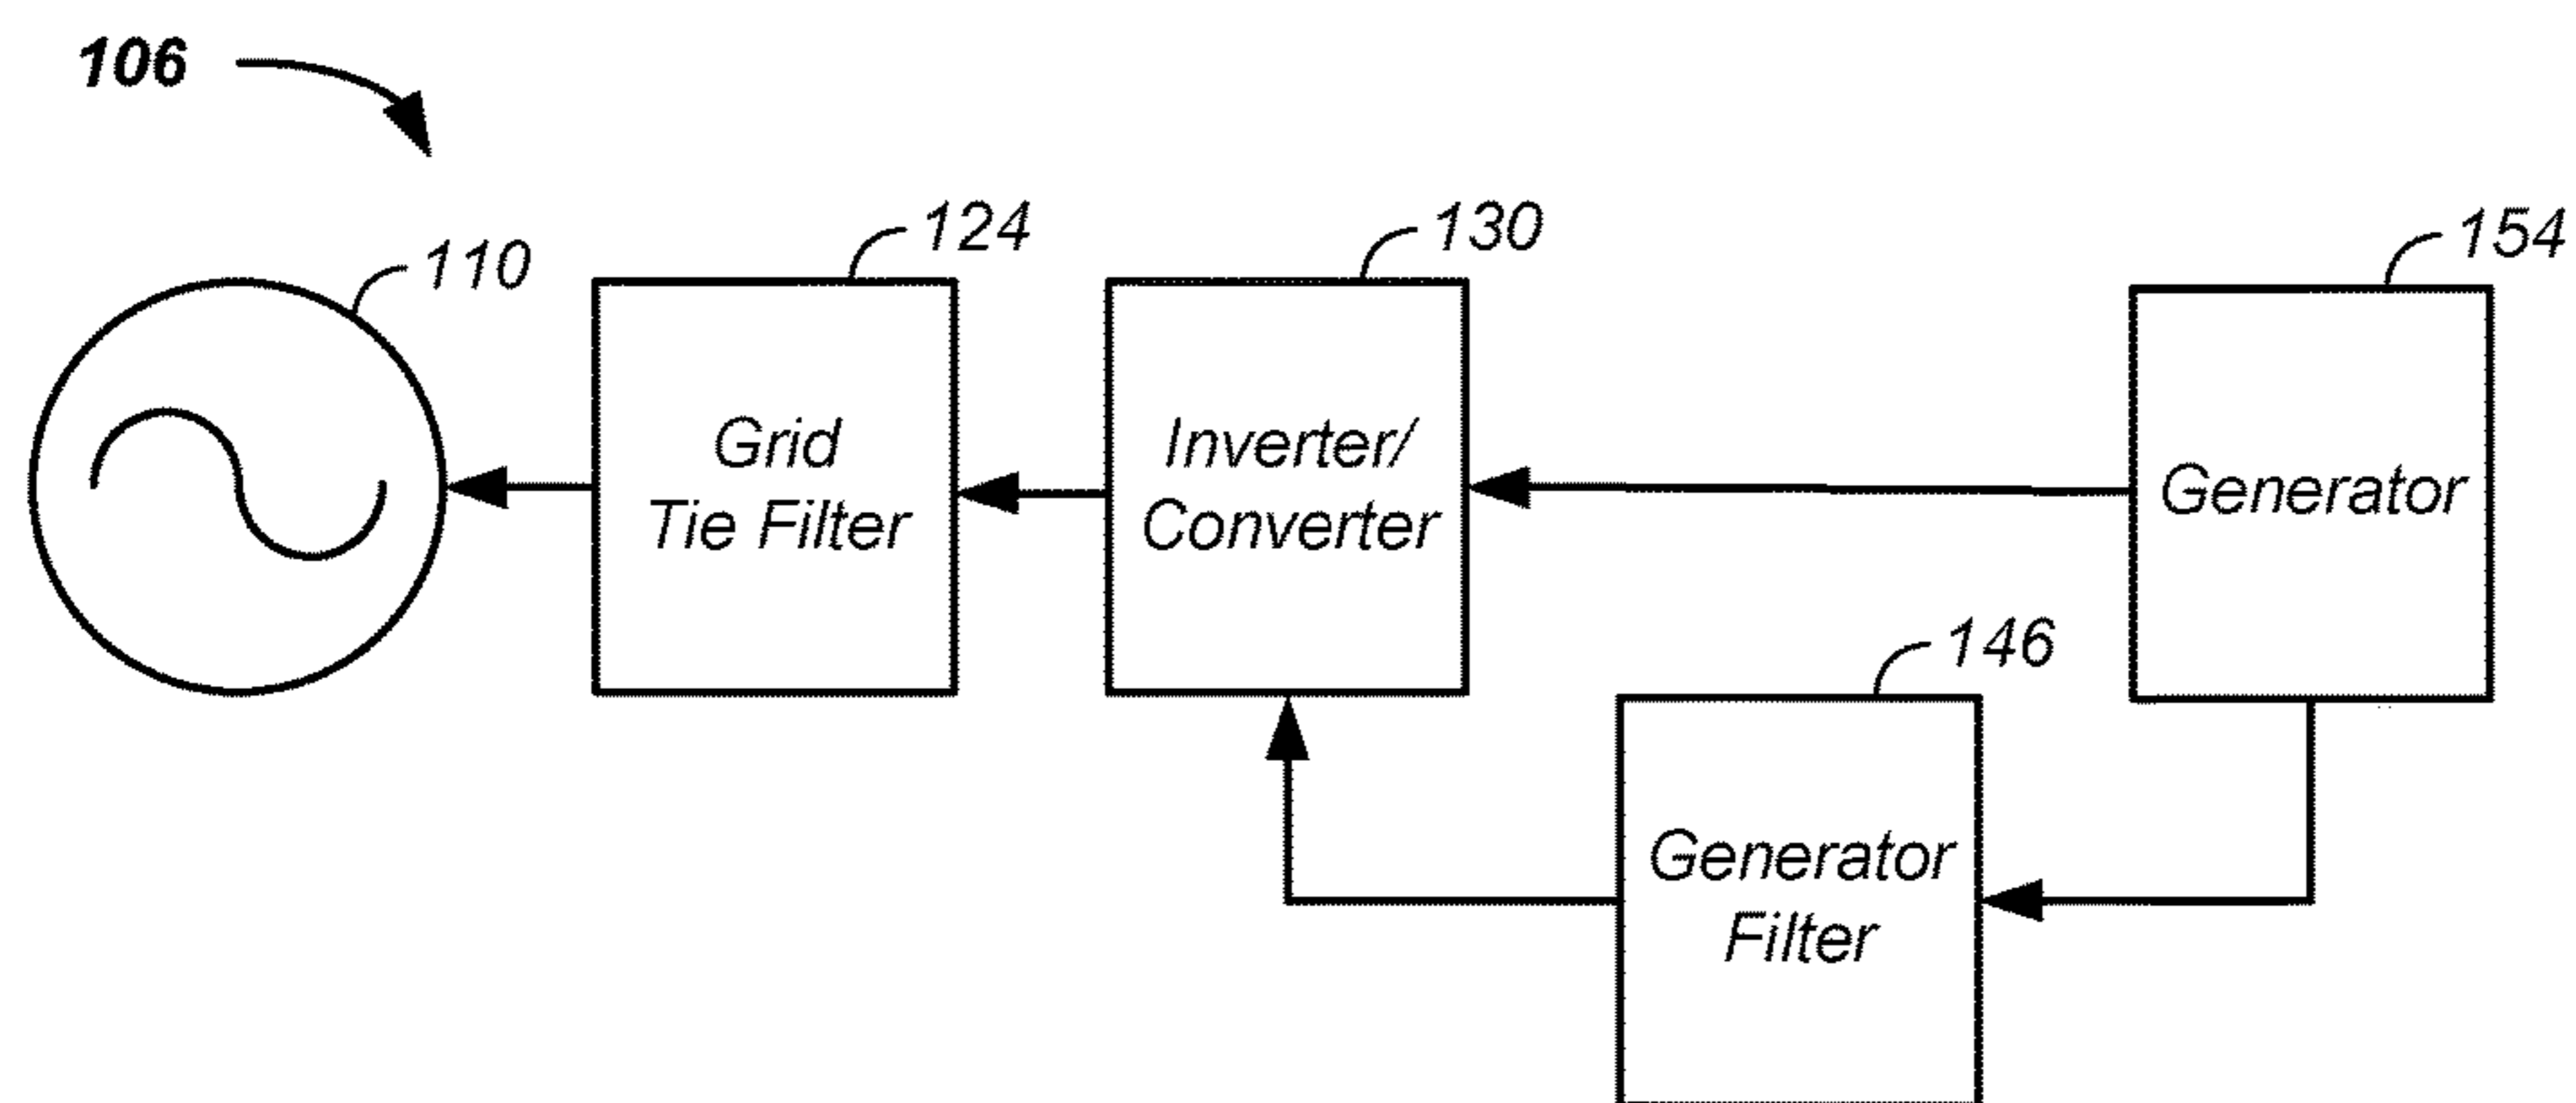 106
110
124
130
154
Grid
Tie Filter
Inverter/
Converter
Generator
146
Generator
Filter